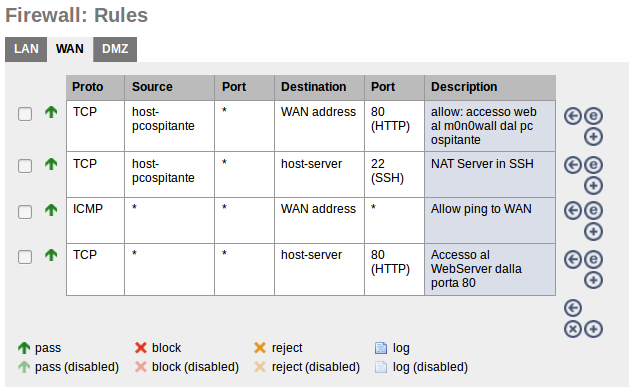 Firewall: Rules
LAN WAN DMZ
Proto Source Port Destination Port Description
TCP host-pcospitante * WAN address 80 (HTTP) allow: accesso web al m0n0wall dal pc ospitante
TCP host-pcospitante * host-server 22 (SSH) NAT Server in SSH
ICMP * * WAN address * Allow ping to WAN
TCP * * host-server 80 (HTTP) Accesso al WebServer dalla porta 80
pass block reject log
pass (disabled) block (disabled) reject (disabled) log (disabled)